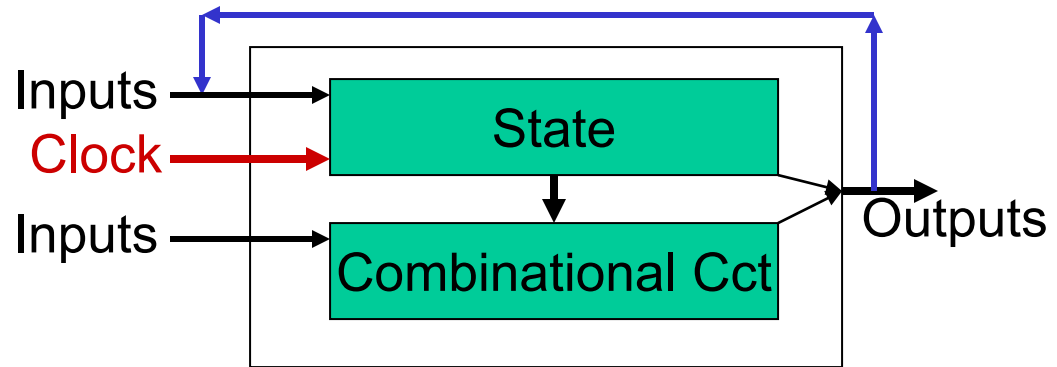 Inputs
State
Clock
Inputs
Outputs
Combinational Cct